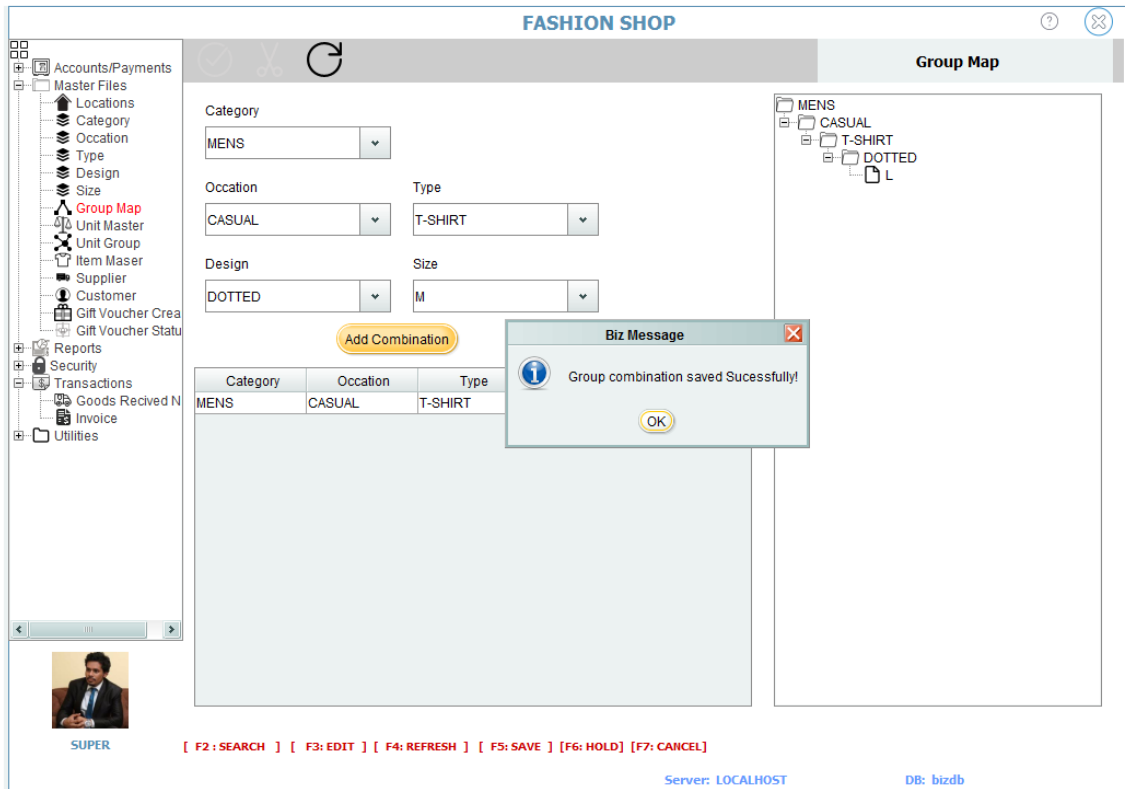 FASHION SHOP
?
Group Map
Accounts/Payments
Master Files
Locations
Category
Occation
Type
Design
Size
Group Map
Unit Master
Unit Group
Item Maser
Supplier
Customer
Gift Voucher Crea
Gift Voucher Statu
Reports
Security
Transactions
Goods Recived N
Invoice
Utilities
SUPER
Category
MENS
Occation
Type
CASUAL
T-SHIRT
Design
Size
DOTTED
M
Add Combination
Category Occation Type
MENS CASUAL T-SHIRT
Biz Message
Group combination saved Sucessfully!
OK
MENS
CASUAL
T-SHIRT
DOTTED
L
[ F2 : SEARCH ] [ F3: EDIT ] [ F4: REFRESH ] [ F5: SAVE ] [F6: HOLD] [F7: CANCEL]
Server: LOCALHOST DB: bizdb